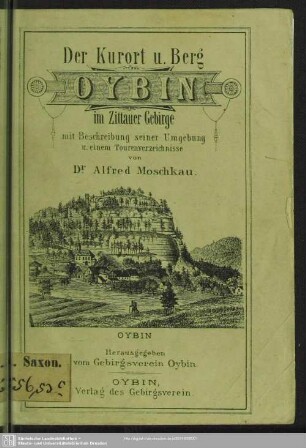 Der Kurort u. Berg
OYBIN
im Zittauer Gebirge
mit Beschreibung seiner Umgebung
u. einem Tourenverzeichnisse
von
Dr Alfred Moschkau.
OYBIN
Herausgegeben
vom Gebirgsverein Oybin.
Saxon.
OYBIN,
Verlag des Gebirgsverein